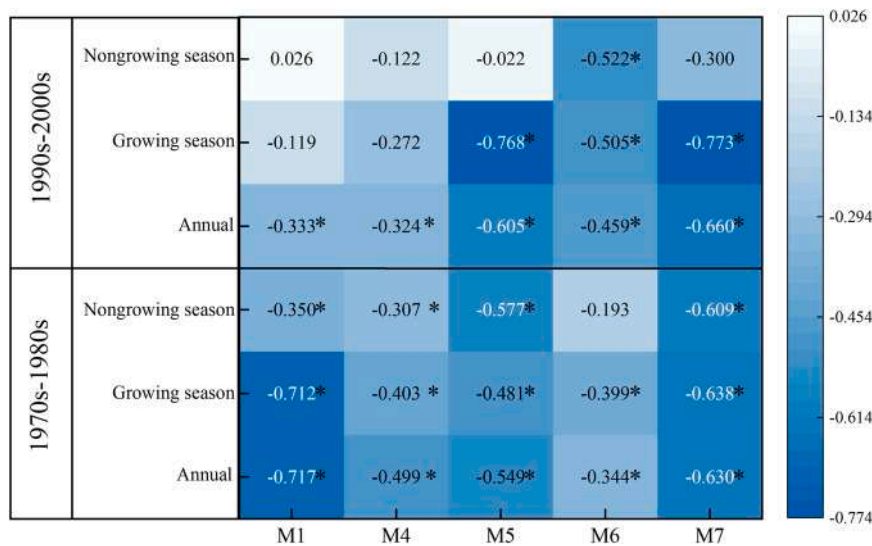 1990s-2000s
Nongrowing season 0.026 -0.122 -0.022 -0.522* -0.300
Growing season -0.119 -0.272 -0.768* -0.505* -0.773*
Annual -0.333* -0.324* -0.605* -0.459* -0.660*
1970s-1980s
Nongrowing season -0.350* -0.307* -0.577* -0.193 -0.609*
Growing season -0.712* -0.403* -0.481* -0.399* -0.638*
Annual -0.717* -0.499* -0.549* -0.344* -0.630*
M1 M4 M5 M6 M7
0.026
-0.134
-0.294
-0.454
-0.614
-0.774